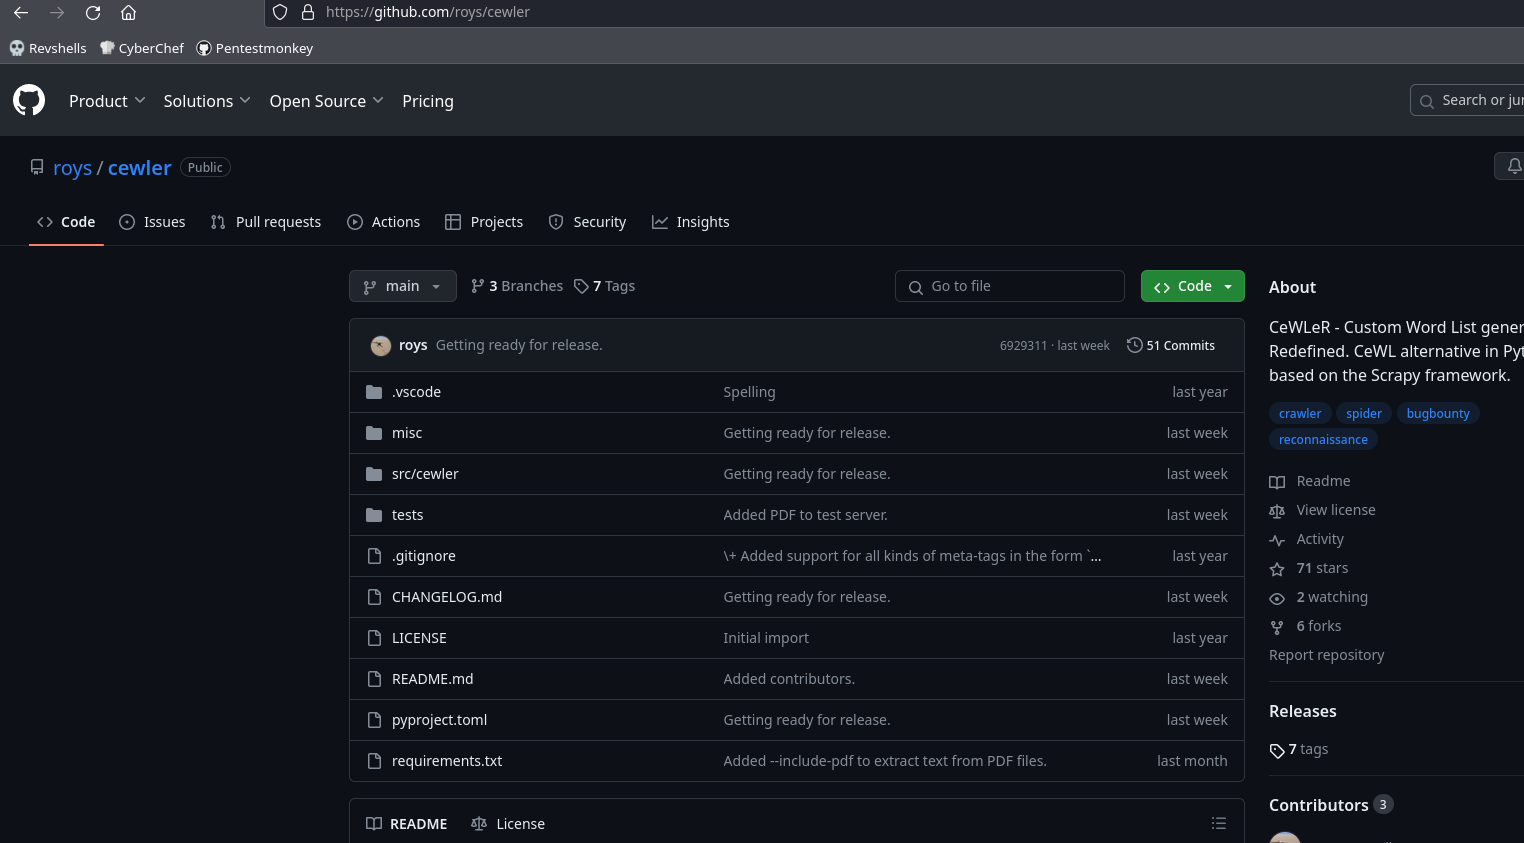 https://github.com/roys/cewler
Revshells CyberChef Pentestmonkey
Product Solutions Open Source Pricing
Search or jur
roys / cewler Public
Code Issues Pull requests Actions Projects Security Insights
main 3 Branches 7 Tags Go to file Code
roys Getting ready for release. 6929311 · last week 51 Commits
.vscode Spelling last year
misc Getting ready for release. last week
src/cewler Getting ready for release. last week
tests Added PDF to test server. last week
.gitignore \+ Added support for all kinds of meta-tags in the form `... last year
CHANGELOG.md Getting ready for release. last week
LICENSE Initial import last year
README.md Added contributors. last week
pyproject.toml Getting ready for release. last week
requirements.txt Added --include-pdf to extract text from PDF files. last month
README License
About
CeWLeR - Custom Word List gener
Redefined. CeWL alternative in Pyt
based on the Scrapy framework.
crawler spider bugbounty
reconnaissance
Readme
View license
Activity
71 stars
2 watching
6 forks
Report repository
Releases
7 tags
Contributors 3